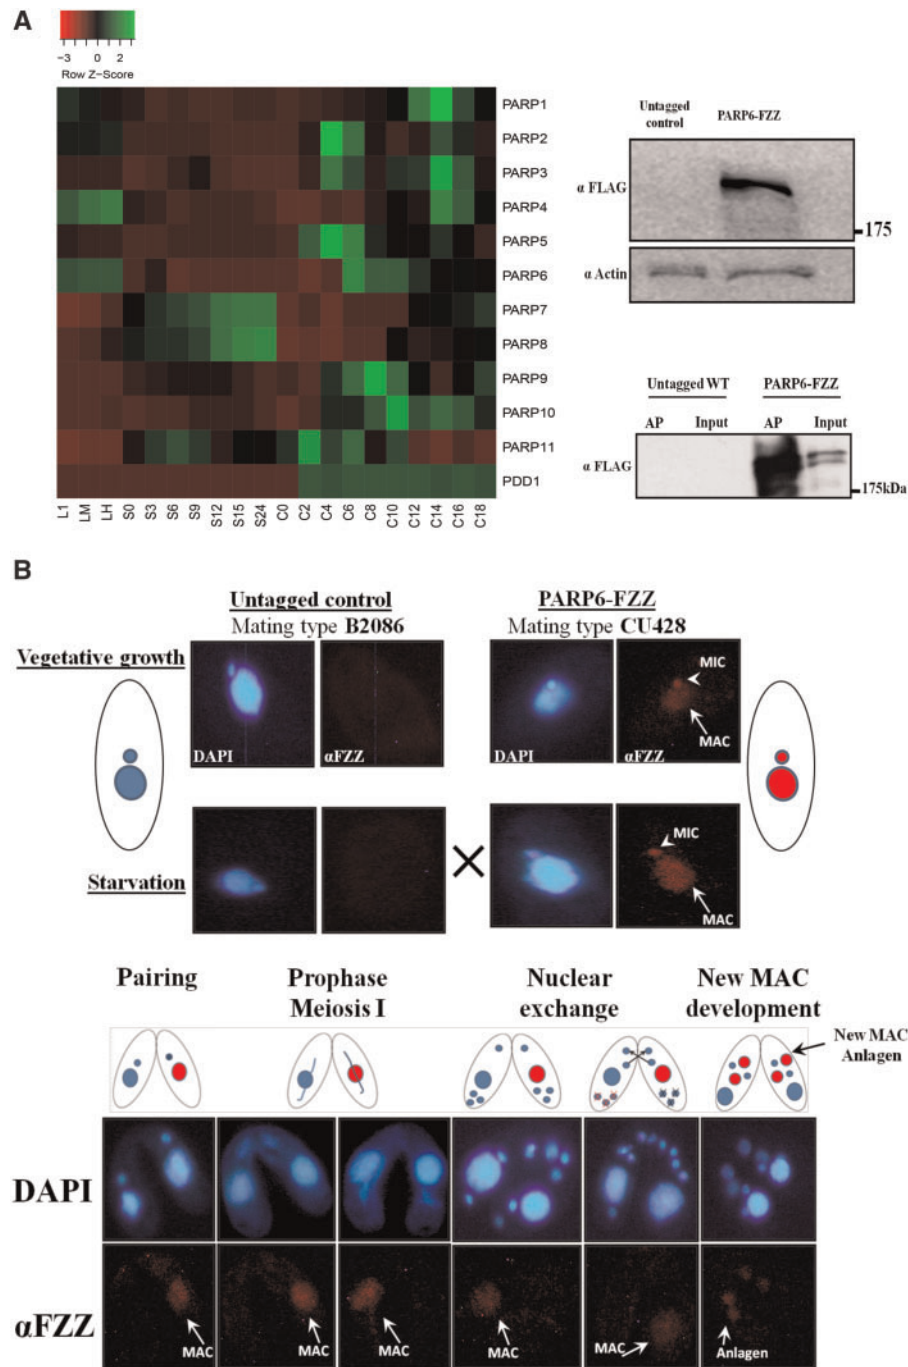 A
−3 0 2
Row Z−Score
PARP1
PARP2
PARP3
PARP4
PARP5
PARP6
PARP7
PARP8
PARP9
PARP10
PARP11
PDD1
L1 LM LH S0 S3 S6 S9 S12 S15 S24 C0 C2 C4 C6 C8 C10 C12 C14 C16 C18
Untagged control
PARP6-FZZ
α FLAG
175
α Actin
Untagged WT PARP6-FZZ
AP Input AP Input
α FLAG
175kDa
B
Untagged control PARP6-FZZ
Mating type B2086 Mating type CU428
Vegetative growth
MIC
MAC
DAPI αFZZ DAPI αFZZ
MIC
Starvation
MAC
Pairing Prophase Meiosis I Nuclear exchange New MAC development
New MAC
Anlagen
DAPI
αFZZ
MAC MAC MAC MAC MAC Anlagen